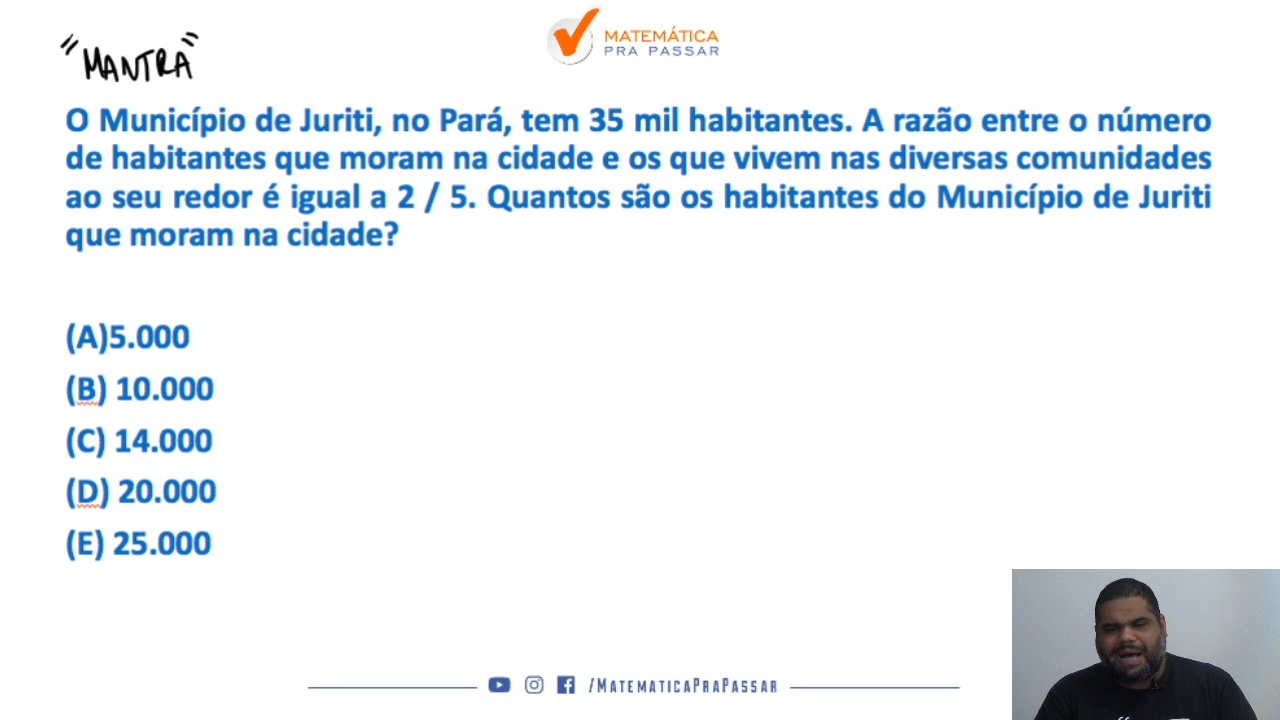 "MANTRA"
MATEMÁTICA
PRA PASSAR
O Município de Juriti, no Pará, tem 35 mil habitantes. A razão entre o número
de habitantes que moram na cidade e os que vivem nas diversas comunidades
ao seu redor é igual a 2 / 5. Quantos são os habitantes do Município de Juriti
que moram na cidade?
(A)5.000
(B) 10.000
(C) 14.000
(D) 20.000
(E) 25.000
/MATEMATICAPRAPASSAR